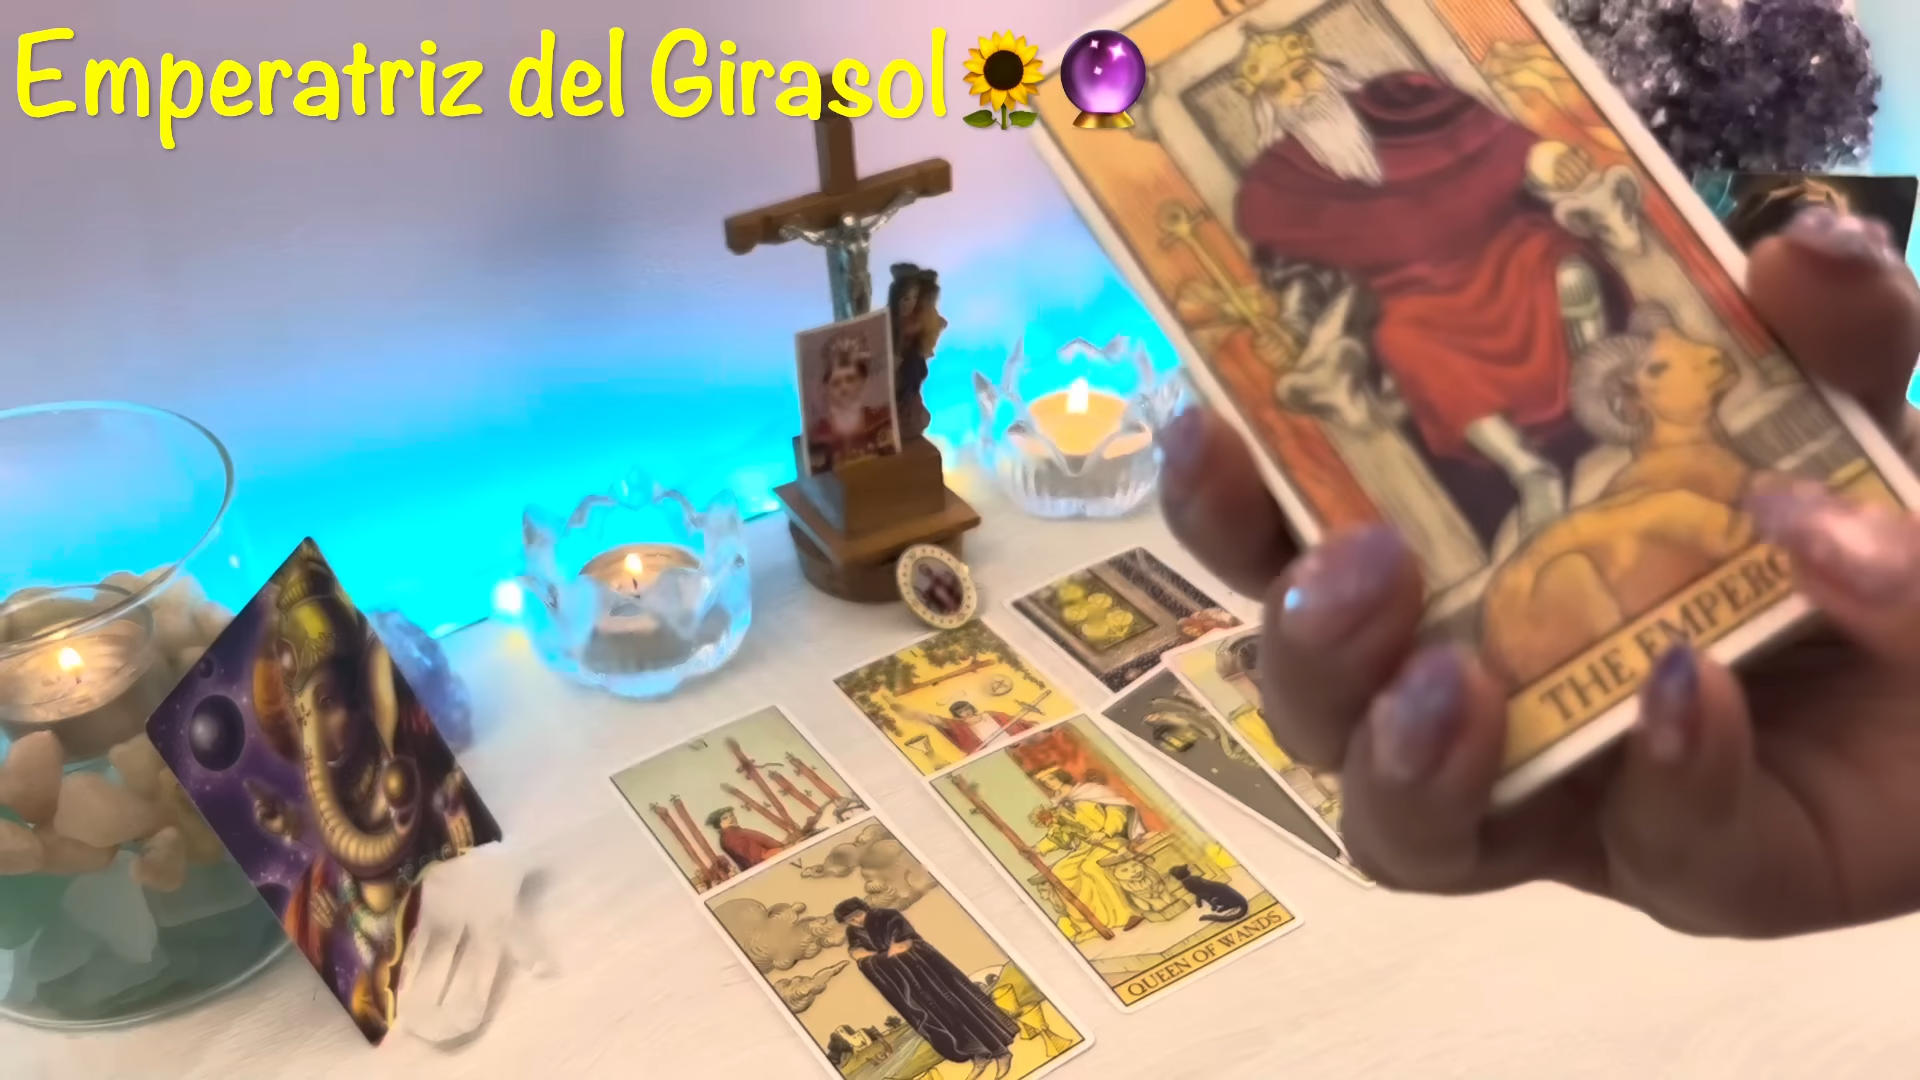 Emperatriz del Girasol
THE EMPERO
QUEEN OF WANDS
V